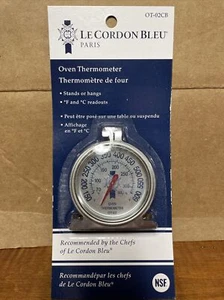 OT-02CB
LE CORDON BLEU
PARIS
Oven Thermometer
Thermomètre de four
• Stands or hangs
• °F and °C readouts
• Peut être posé sur une table ou suspendu
• Affichage en °F et °C
Recommended by the Chefs
of Le Cordon Bleu®
Recommandé par les chefs
de Le Cordon Bleu®
NSF